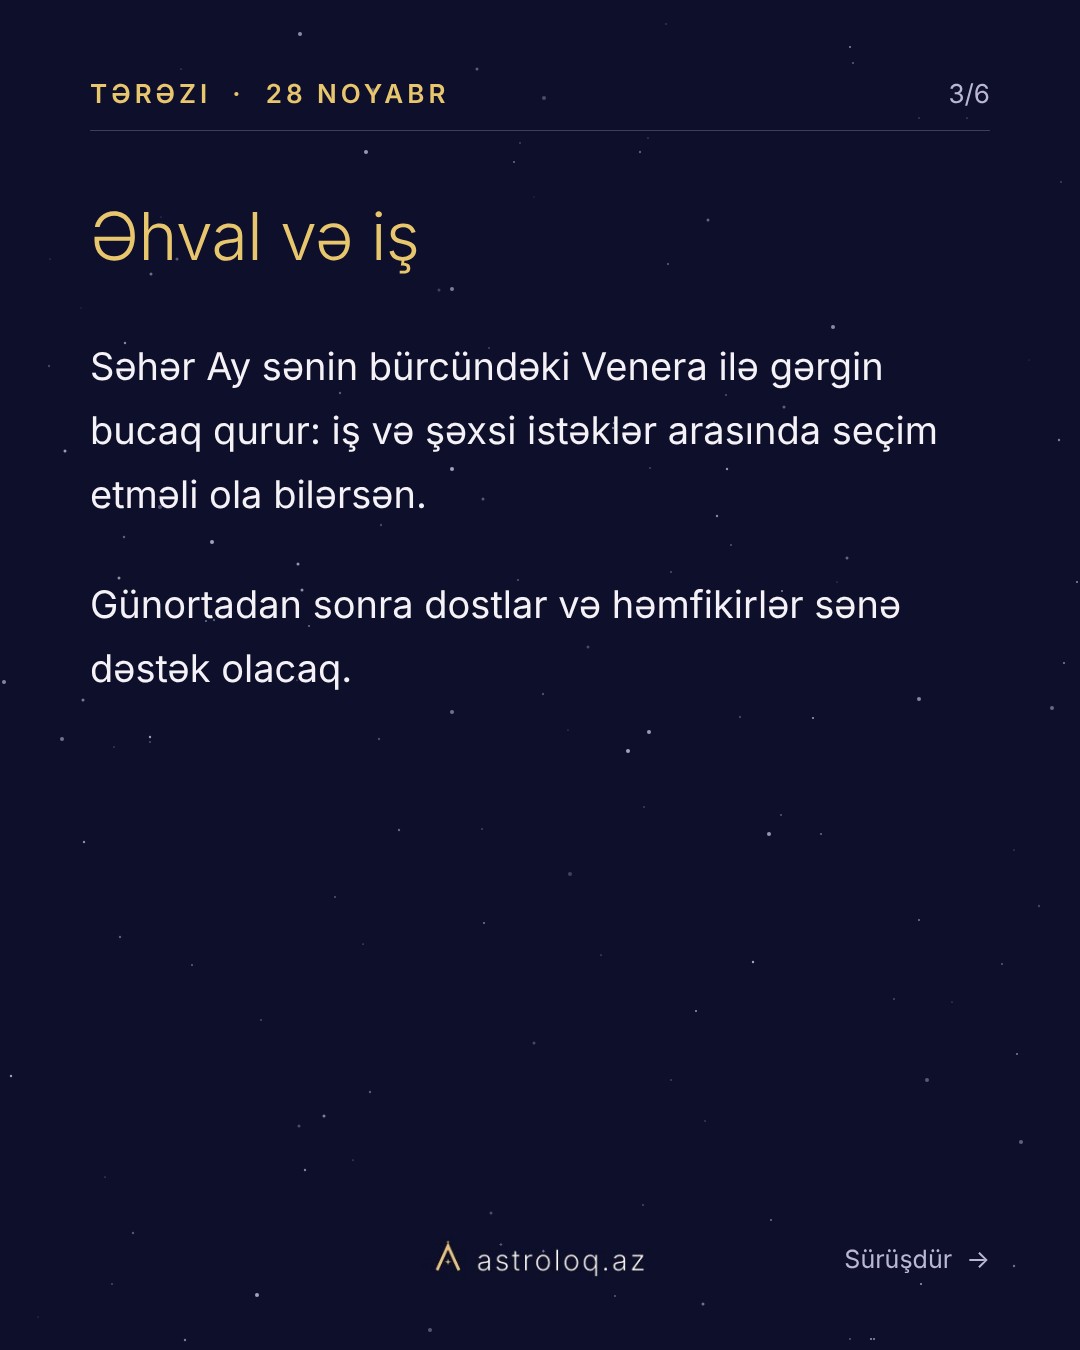 TƏRƏZI · 28 NOYABR
3/6
Əhval və iş
Səhər Ay sənin bürcündəki Venera ilə gərgin
bucaq qurur: iş və şəxsi istəklər arasında seçim
etməli ola bilərsən.
Günortadan sonra dostlar və həmfikirlər sənə
dəstək olacaq.
astroloq.az
Sürüşdür →